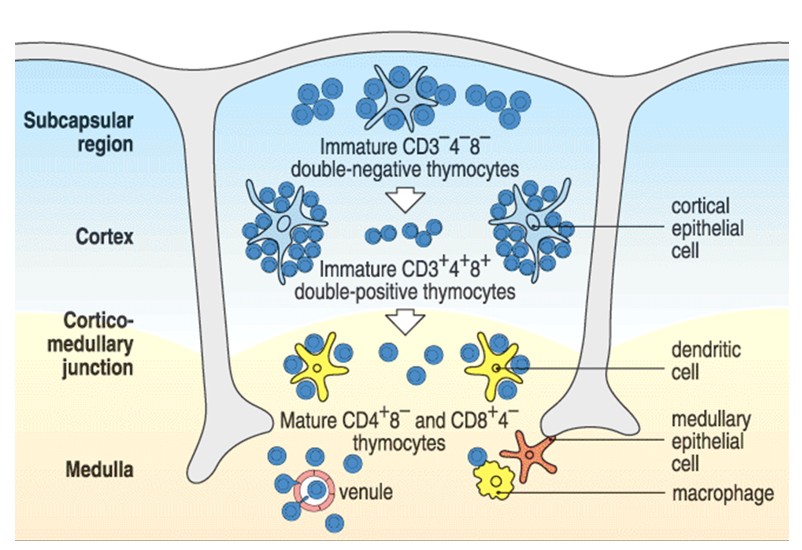 Subcapsular
region
Immature CD3⁻4⁻8⁻
double-negative thymocytes
Cortex
cortical
epithelial
cell
Immature CD3⁺4⁺8⁺
double-positive thymocytes
Cortico-
medullary
junction
dendritic
cell
Mature CD4⁺8⁻ and CD8⁺4⁻
thymocytes
medullary
epithelial
cell
Medulla
venule
macrophage